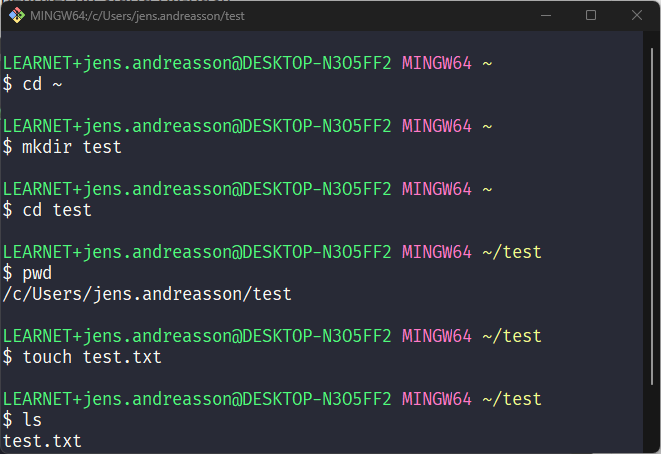 MINGW64:/c/Users/jens.andreasson/test
LEARNET+jens.andreasson@DESKTOP-N3O5FF2 MINGW64 ~
$ cd ~
LEARNET+jens.andreasson@DESKTOP-N3O5FF2 MINGW64 ~
$ mkdir test
LEARNET+jens.andreasson@DESKTOP-N3O5FF2 MINGW64 ~
$ cd test
LEARNET+jens.andreasson@DESKTOP-N3O5FF2 MINGW64 ~/test
$ pwd
/c/Users/jens.andreasson/test
LEARNET+jens.andreasson@DESKTOP-N3O5FF2 MINGW64 ~/test
$ touch test.txt
LEARNET+jens.andreasson@DESKTOP-N3O5FF2 MINGW64 ~/test
$ ls
test.txt